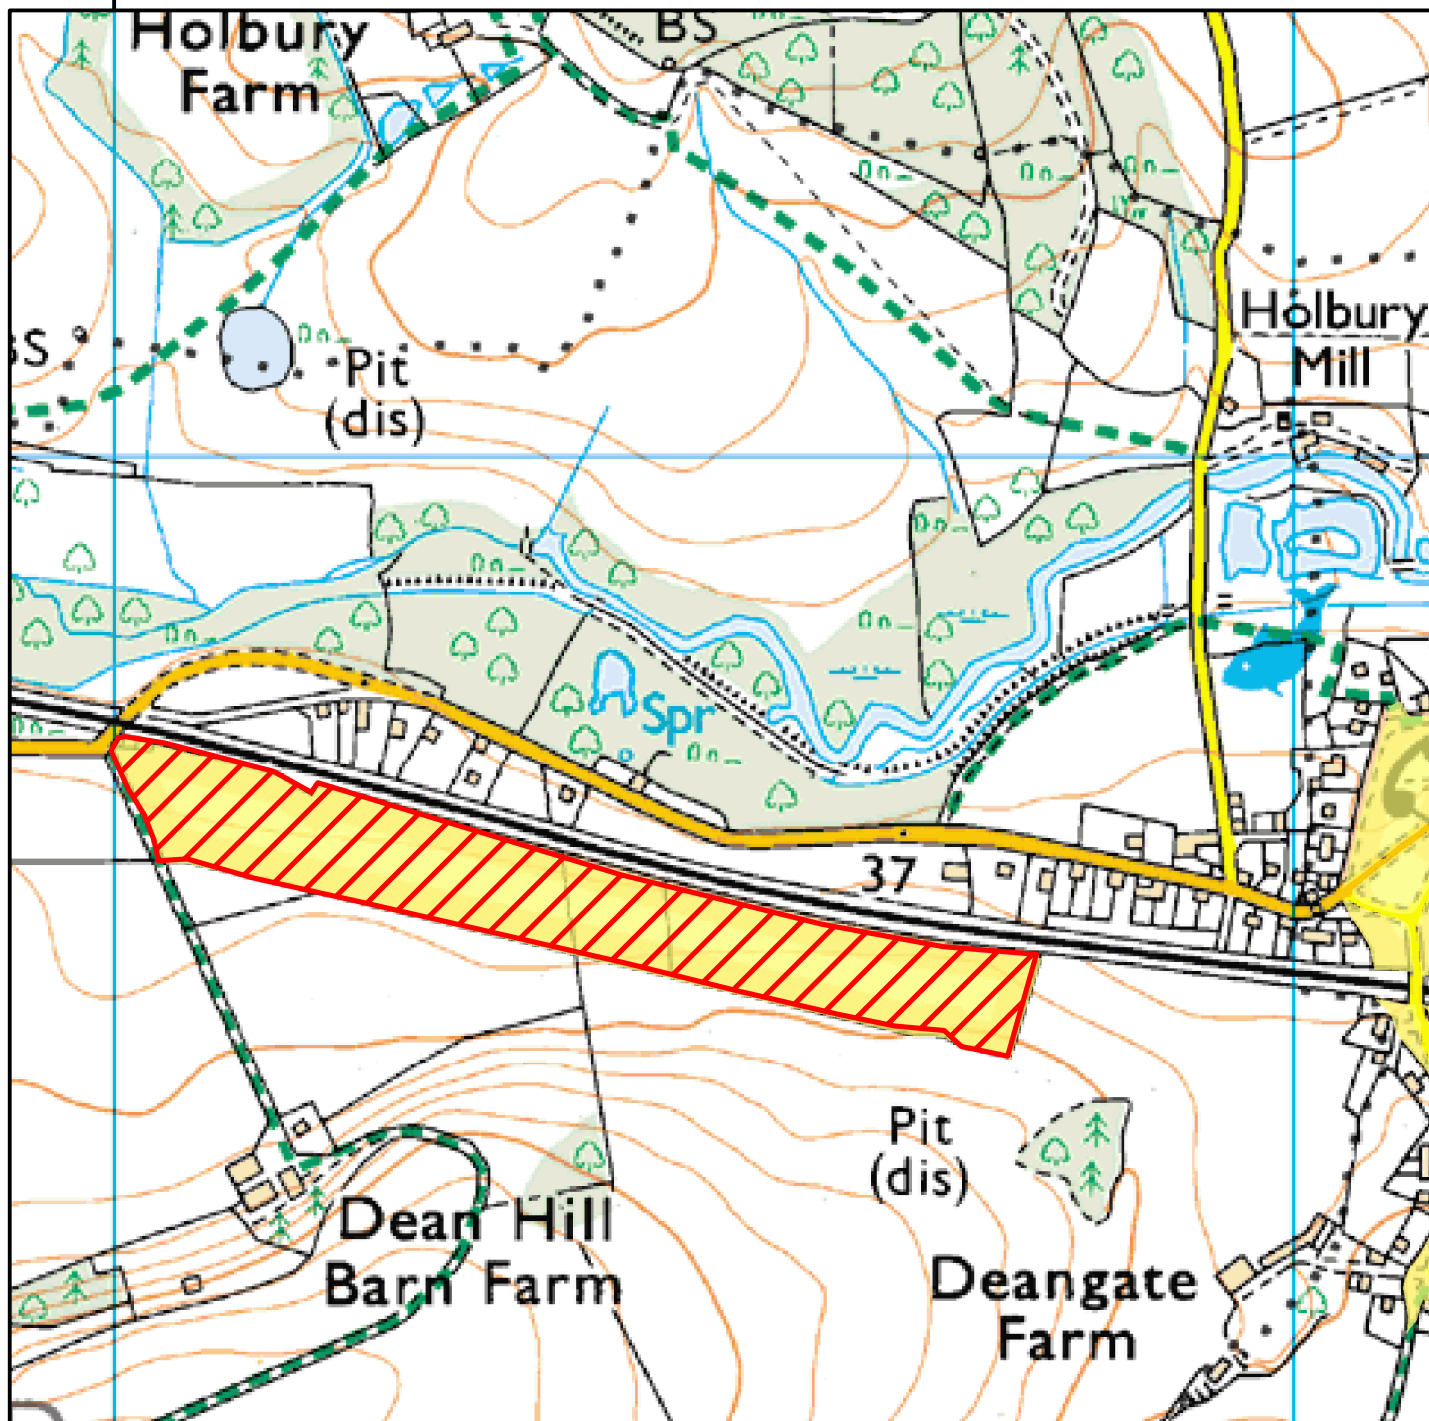 Holbury
Farm
BS
Pit
(dis)
Holbury
Mill
Spr
37
Pit
(dis)
Dean Hill
Barn Farm
Deangate
Farm